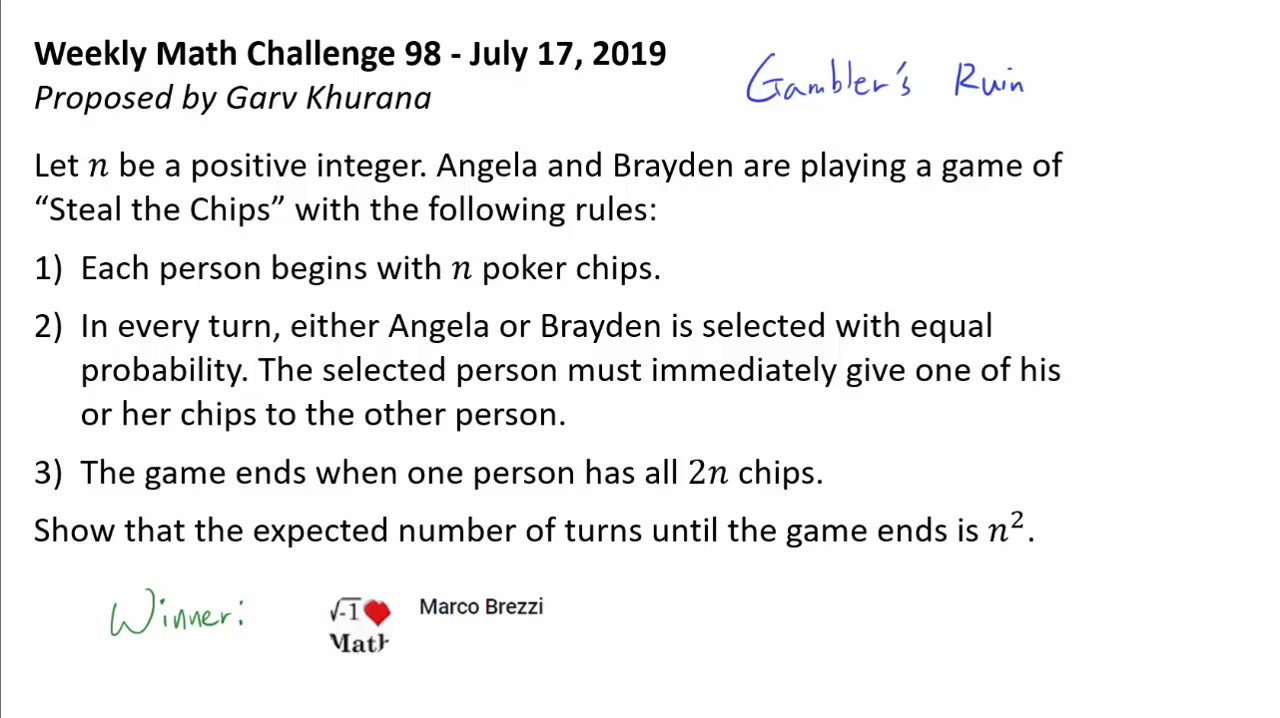 Weekly Math Challenge 98 - July 17, 2019
Gambler's Ruin
Proposed by Garv Khurana
Let n be a positive integer. Angela and Brayden are playing a game of
“Steal the Chips” with the following rules:
1) Each person begins with n poker chips.
2) In every turn, either Angela or Brayden is selected with equal
probability. The selected person must immediately give one of his
or her chips to the other person.
3) The game ends when one person has all 2n chips.
Show that the expected number of turns until the game ends is n².
Winner:
√-1
Math
Marco Brezzi